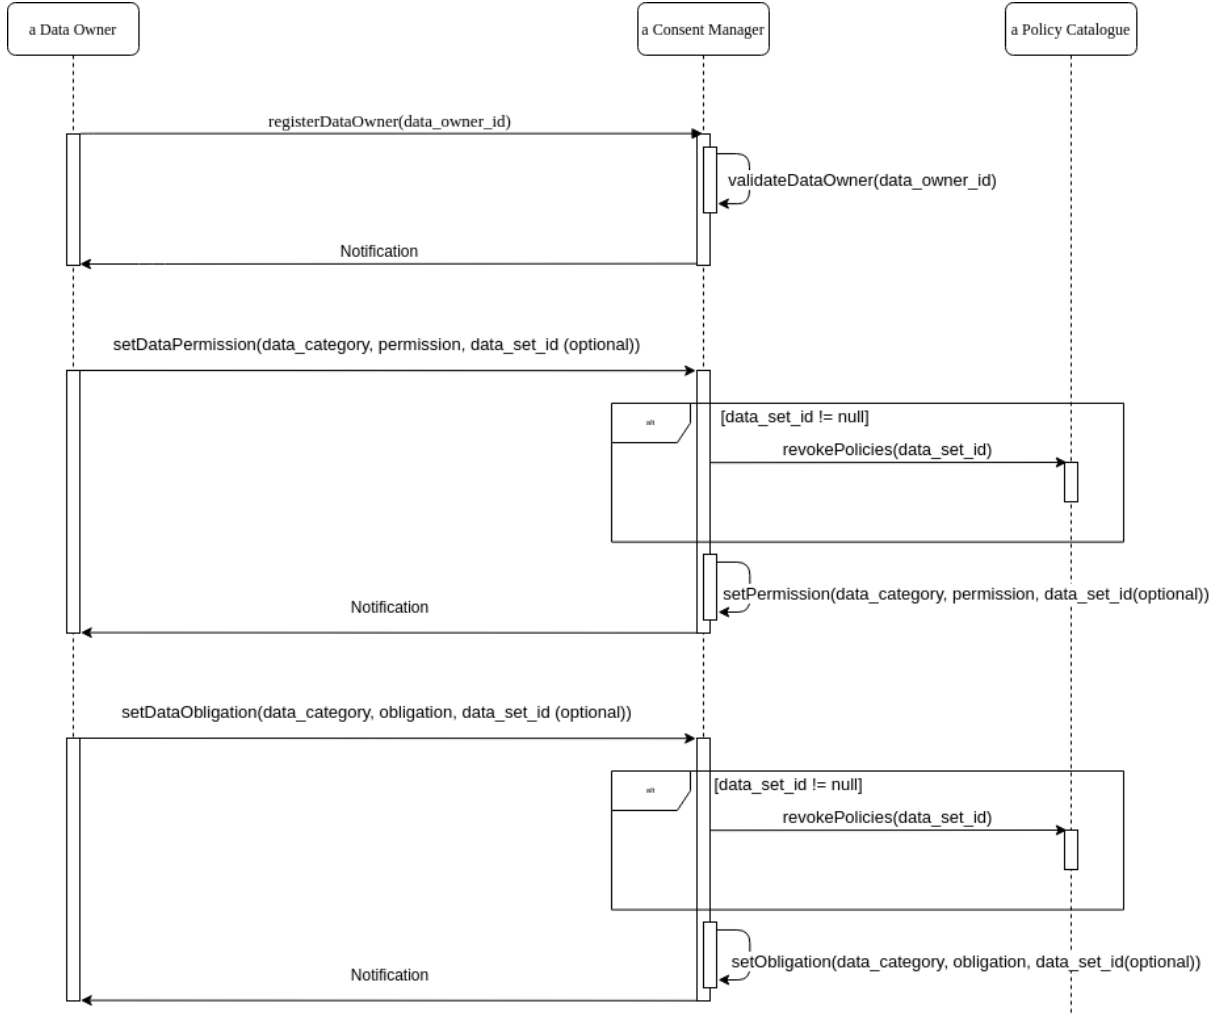 a Data Owner
a Consent Manager
a Policy Catalogue
registerDataOwner(data_owner_id)
validateDataOwner(data_owner_id)
Notification
setDataPermission(data_category, permission, data_set_id (optional))
alt
[data_set_id != null]
revokePolicies(data_set_id)
setPermission(data_category, permission, data_set_id(optional))
Notification
setDataObligation(data_category, obligation, data_set_id (optional))
alt
[data_set_id != null]
revokePolicies(data_set_id)
setObligation(data_category, obligation, data_set_id(optional))
Notification